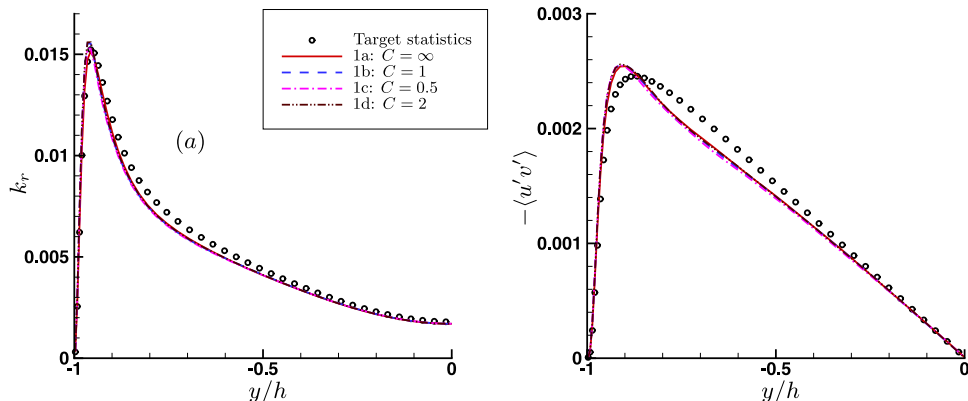 Target statistics
1a: C = ∞
1b: C = 1
1c: C = 0.5
1d: C = 2
(a)
0.015
0.01
0.005
0
k_r
-1
-0.5
0
y/h
0.003
0.002
0.001
0
−⟨u′v′⟩
-1
-0.5
0
y/h